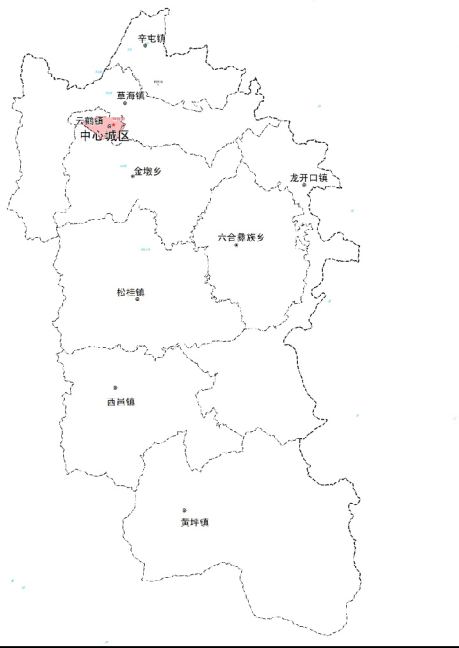 辛屯镇
草海镇
云鹤镇
中心城区
金墩乡
龙开口镇
六合彝族乡
松桂镇
西邑镇
黄坪镇